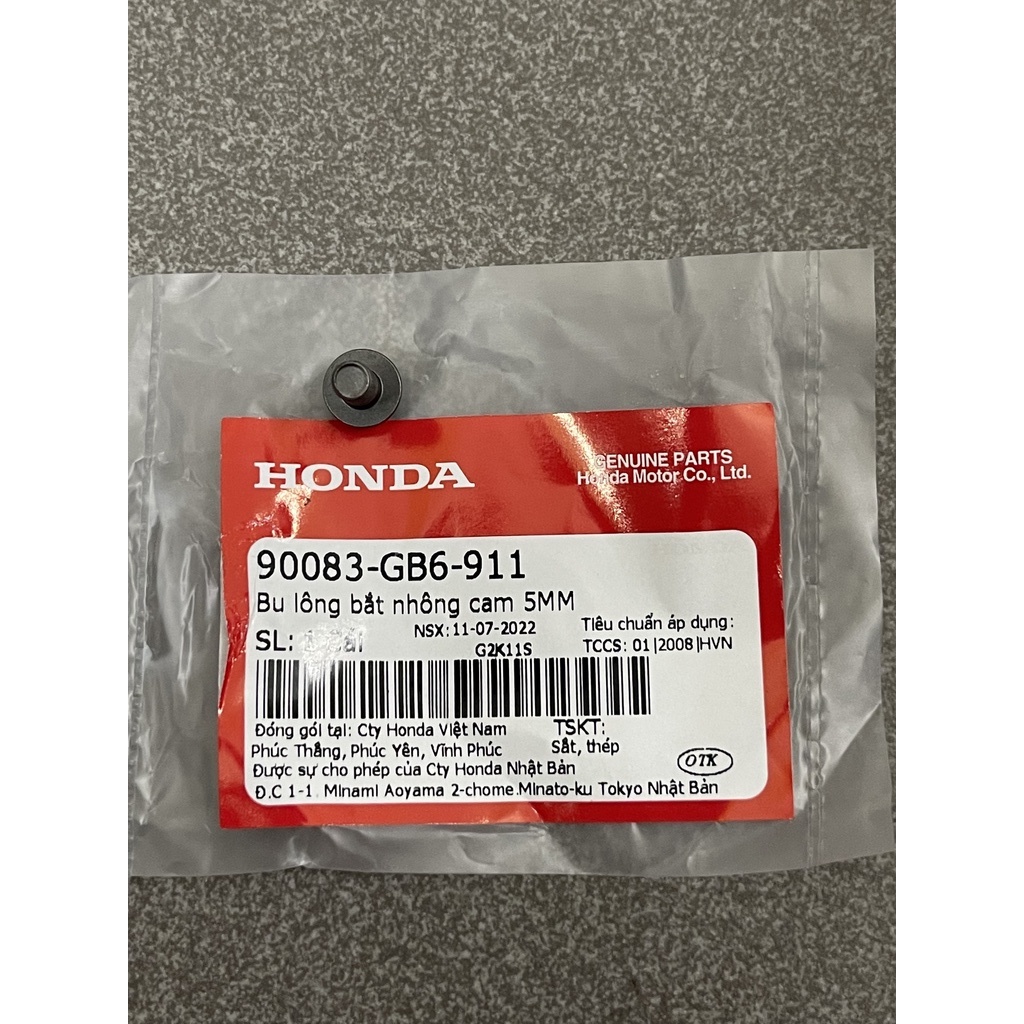 HONDA
GENUINE PARTS
Honda Motor Co., Ltd.
90083-GB6-911
Bu lông bắt nhông cam 5MM
SL: 1 Cái
NSX: 11-07-2022
G2K11S
Tiêu chuẩn áp dụng:
TCCS: 01|2008|HVN
Đóng gói tại: Cty Honda Việt Nam
Phúc Thắng, Phúc Yên, Vĩnh Phúc
TSKT:
Sắt, thép
Được sự cho phép của Cty Honda Nhật Bản
Đ.C 1-1 Minami Aoyama 2-chome.Minato-ku Tokyo Nhật Bản
OTK